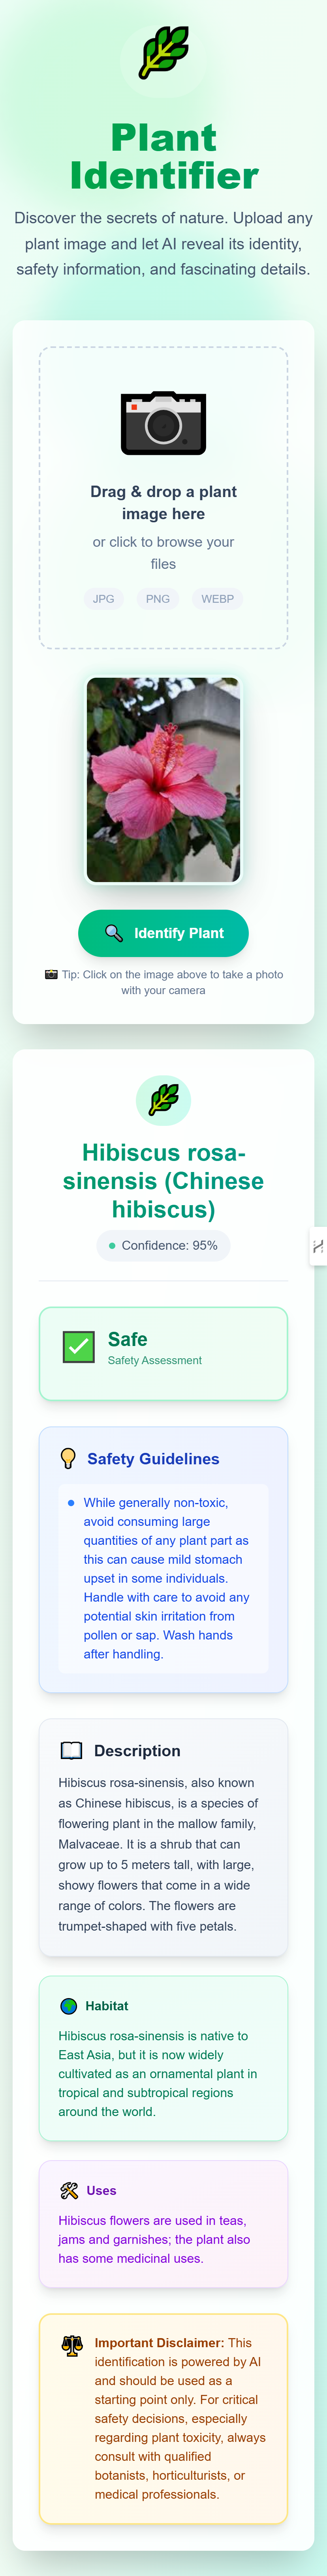 Plant
Identifier
Discover the secrets of nature. Upload any
plant image and let AI reveal its identity,
safety information, and fascinating details.
Drag & drop a plant
image here
or click to browse your
files
JPG PNG WEBP
Identify Plant
Tip: Click on the image above to take a photo
with your camera
Hibiscus rosa-
sinensis (Chinese
hibiscus)
Confidence: 95%
Safe
Safety Assessment
Safety Guidelines
While generally non-toxic,
avoid consuming large
quantities of any plant part as
this can cause mild stomach
upset in some individuals.
Handle with care to avoid any
potential skin irritation from
pollen or sap. Wash hands
after handling.
Description
Hibiscus rosa-sinensis, also known
as Chinese hibiscus, is a species of
flowering plant in the mallow family,
Malvaceae. It is a shrub that can
grow up to 5 meters tall, with large,
showy flowers that come in a wide
range of colors. The flowers are
trumpet-shaped with five petals.
Habitat
Hibiscus rosa-sinensis is native to
East Asia, but it is now widely
cultivated as an ornamental plant in
tropical and subtropical regions
around the world.
Uses
Hibiscus flowers are used in teas,
jams and garnishes; the plant also
has some medicinal uses.
Important Disclaimer: This
identification is powered by AI
and should be used as a
starting point only. For critical
safety decisions, especially
regarding plant toxicity, always
consult with qualified
botanists, horticulturists, or
medical professionals.